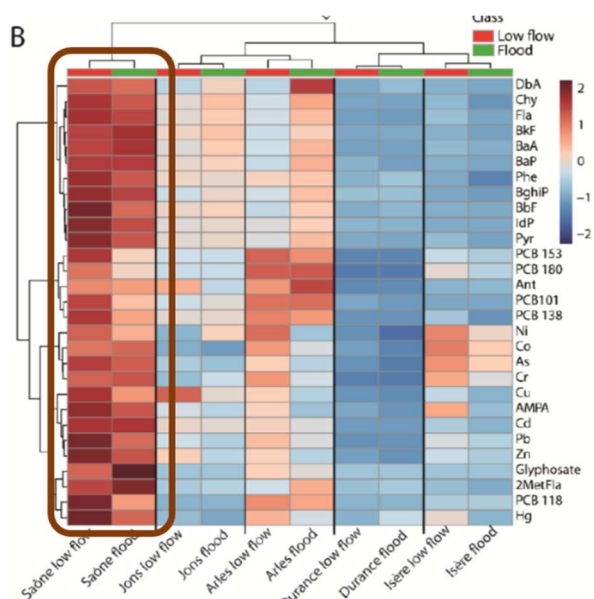 B
Class
Low flow
Flood
DbA
Chy
Fla
BkF
BaA
BaP
Phe
BghiP
BbF
IdP
Pyr
PCB 153
PCB 180
Ant
PCB101
PCB 138
Ni
Co
As
Cr
Cu
AMPA
Cd
Pb
Zn
Glyphosate
2MetFla
PCB 118
Hg
2
1
0
−1
−2
Saône low flow
Saône flood
Jons low flow
Jons flood
Arles low flow
Arles flood
Durance low flow
Durance flood
Isère low flow
Isère flood